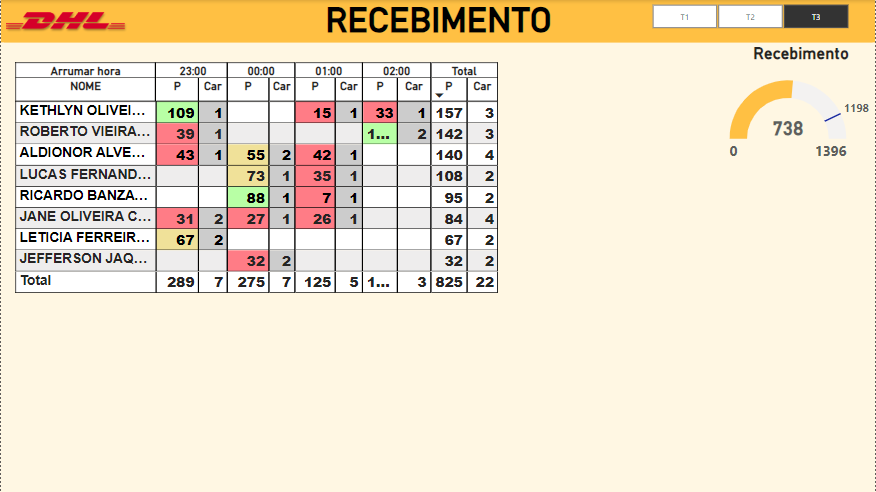 DHL
RECEBIMENTO
T1 T2 T3
Recebimento
1198
738
0 1396
Arrumar hora 23:00 00:00 01:00 02:00 Total
NOME P Car P Car P Car P Car P Car
KETHLYN OLIVEI... 109 1 15 1 33 1 157 3
ROBERTO VIEIRA... 39 1 1... 2 142 3
ALDIONOR ALVE... 43 1 55 2 42 1 140 4
LUCAS FERNAND... 73 1 35 1 108 2
RICARDO BANZA... 88 1 7 1 95 2
JANE OLIVEIRA C... 31 2 27 1 26 1 84 4
LETICIA FERREIR... 67 2 67 2
JEFFERSON JAQ... 32 2 32 2
Total 289 7 275 7 125 5 1... 3 825 22